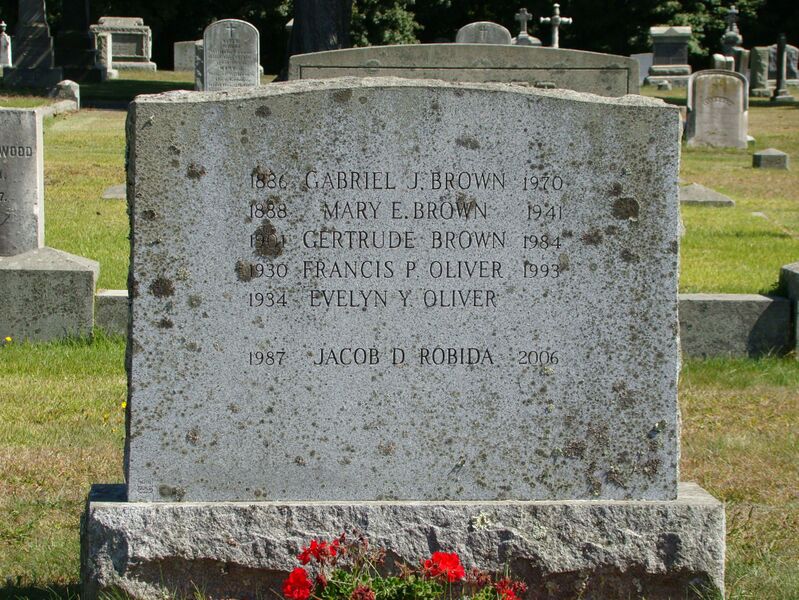 1886 GABRIEL J. BROWN 1970
1888 MARY E. BROWN 1941
1901 GERTRUDE BROWN 1984
1930 FRANCIS P. OLIVER 1993
1934 EVELYN Y. OLIVER
1987 JACOB D. ROBIDA 2006
WOOD